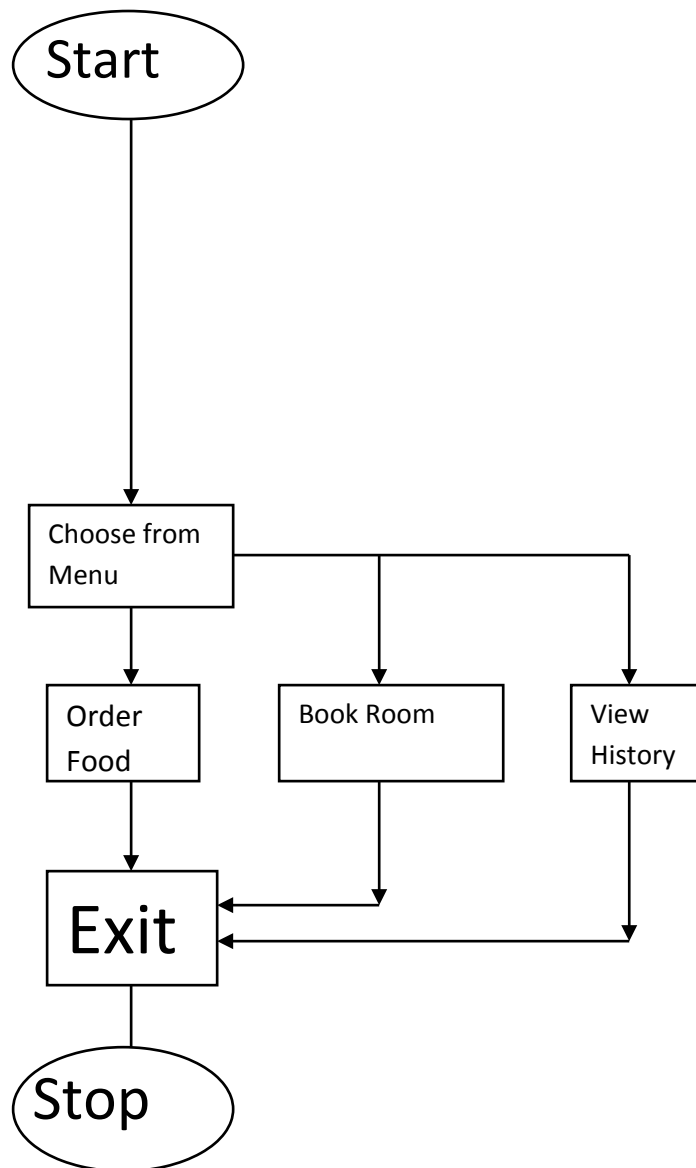 Start
Choose from
Menu
Order
Food
Book Room
View
History
Exit
Stop